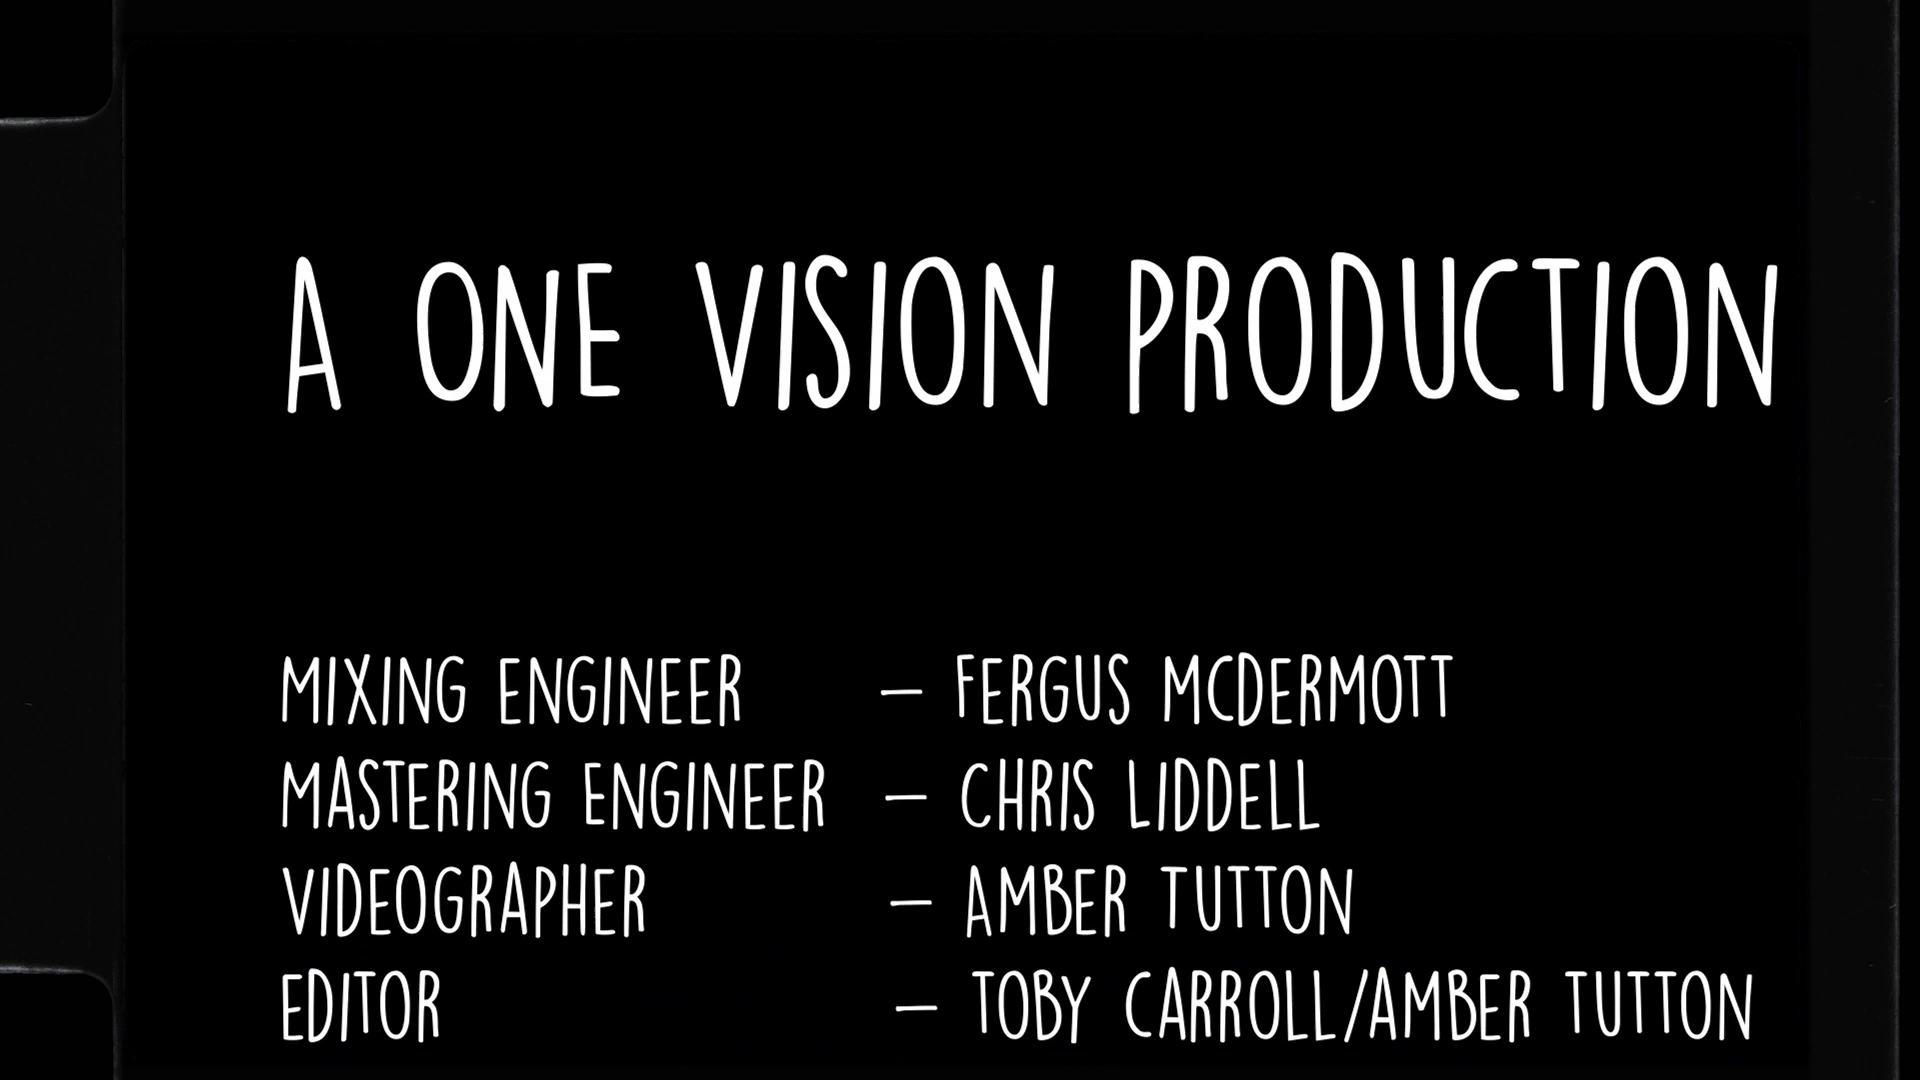 A ONE VISION PRODUCTION
MIXING ENGINEER – FERGUS MCDERMOTT
MASTERING ENGINEER – CHRIS LIDDELL
VIDEOGRAPHER – AMBER TUTTON
EDITOR – TOBY CARROLL/AMBER TUTTON